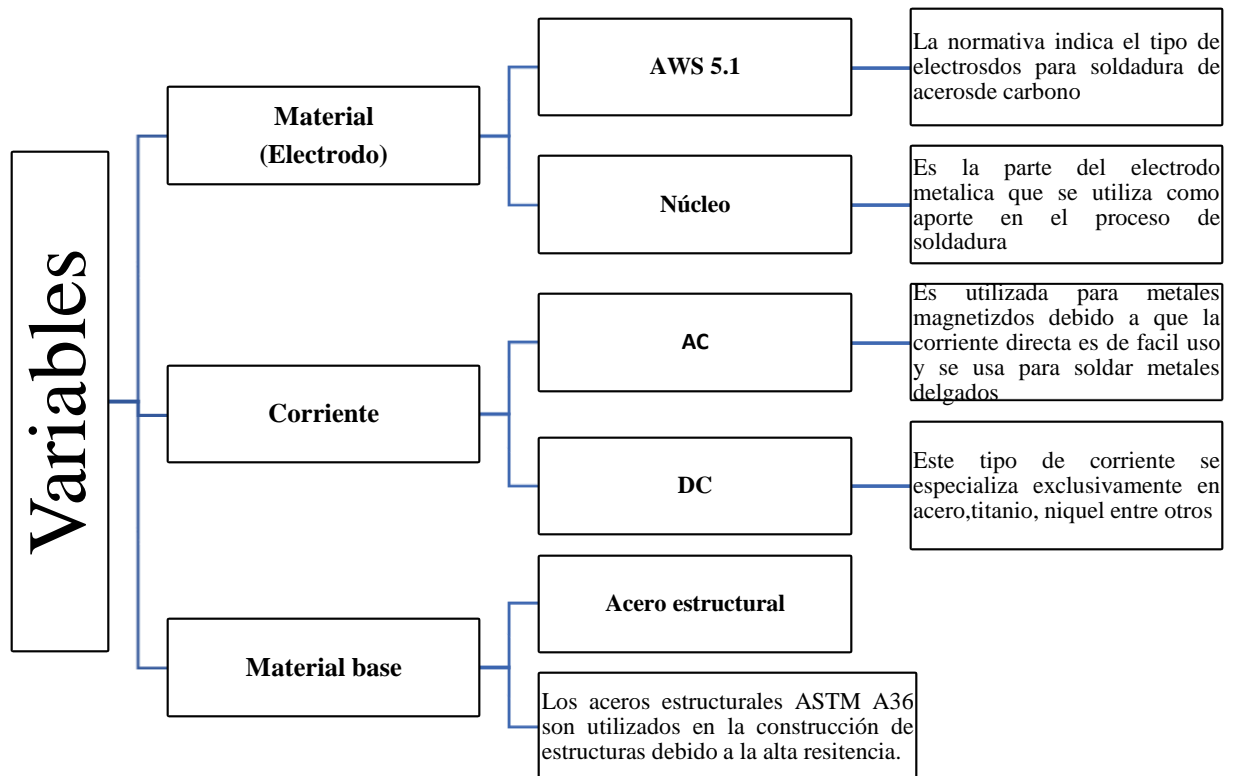 Variables
Material
(Electrodo)
AWS 5.1
La normativa indica el tipo de
electrosdos para soldadura de
acerosde carbono
Núcleo
Es la parte del electrodo
metalica que se utiliza como
aporte en el proceso de
soldadura
Corriente
AC
Es utilizada para metales
magnetizdos debido a que la
corriente directa es de facil uso
y se usa para soldar metales
delgados
DC
Este tipo de corriente se
especializa exclusivamente en
acero,titanio, niquel entre otros
Material base
Acero estructural
Los aceros estructurales ASTM A36
son utilizados en la construcción de
estructuras debido a la alta resitencia.